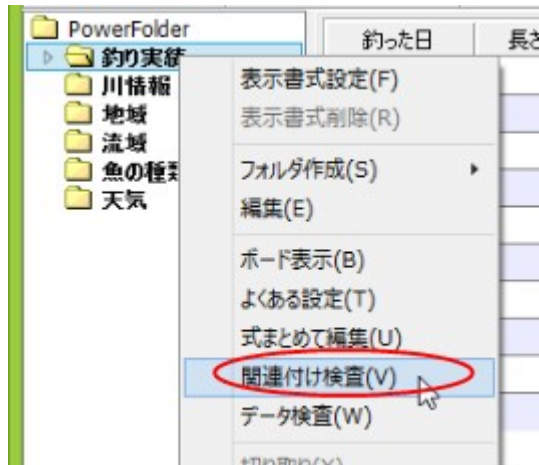 PowerFolder
釣った日
釣り実績
川情報
地域
流域
魚の種類
天気
表示書式設定(F)
表示書式削除(R)
フォルダ作成(S)
編集(E)
ボード表示(B)
よくある設定(T)
式まとめて編集(U)
関連付け検査(V)
データ検査(W)